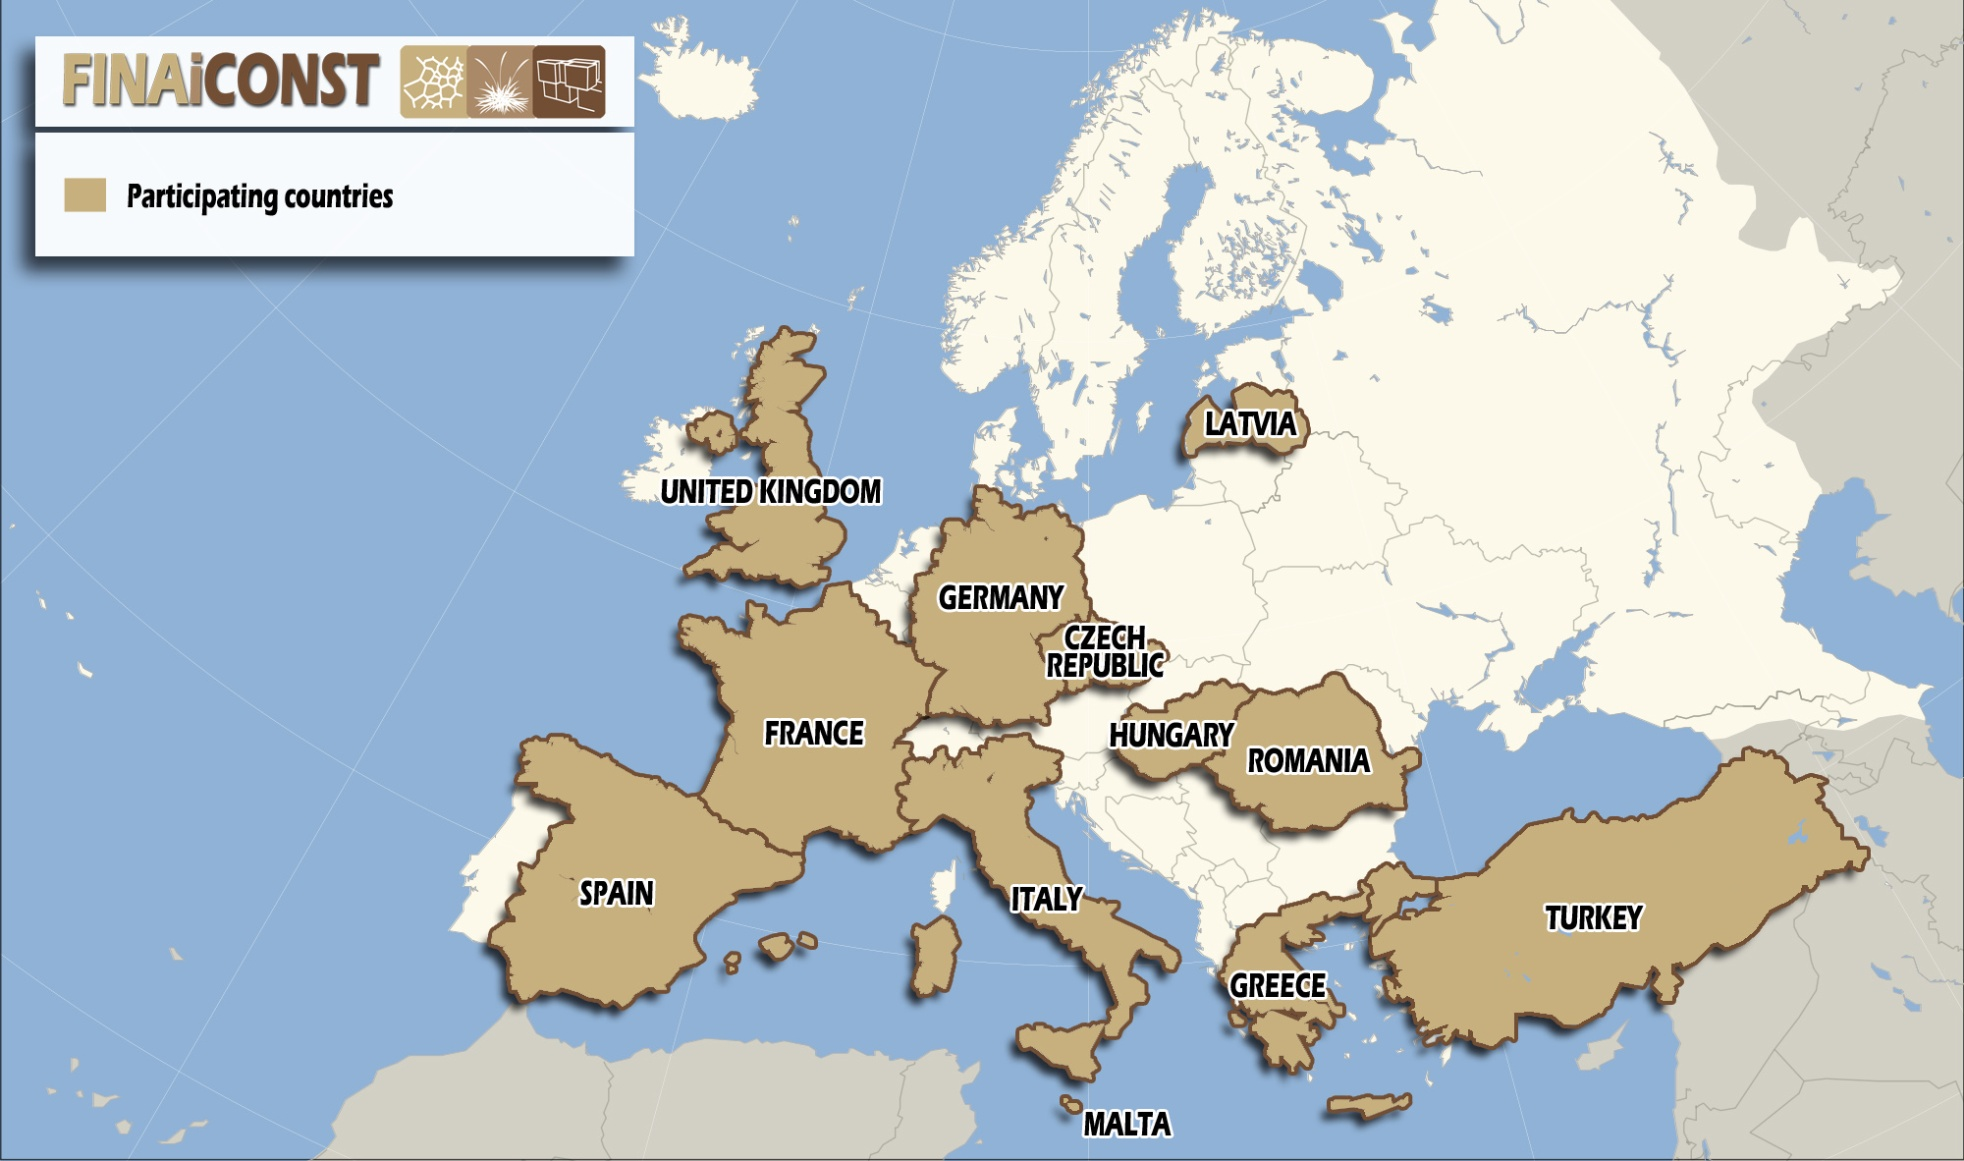 FINAiCONST
Participating countries
LATVIA
UNITED KINGDOM
GERMANY
CZECH
REPUBLIC
FRANCE
HUNGARY
ROMANIA
SPAIN
ITALY
TURKEY
GREECE
MALTA